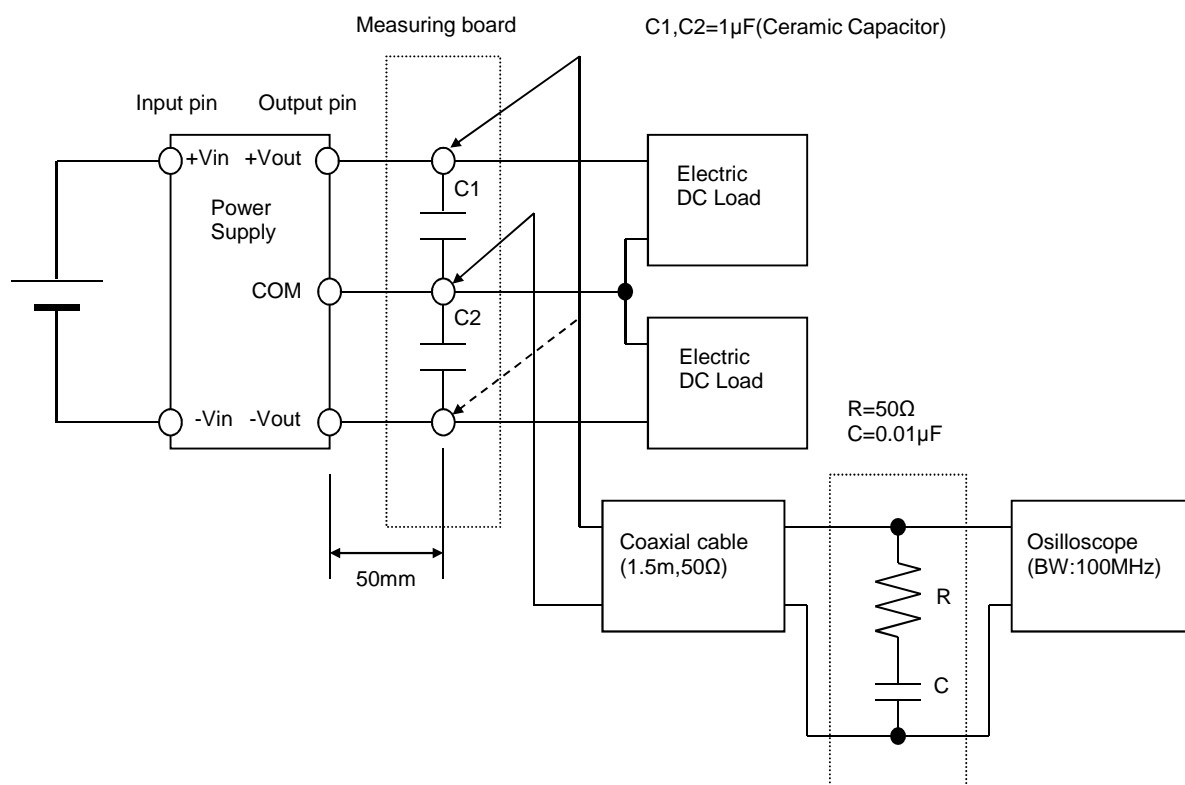 Measuring board
C1,C2=1μF(Ceramic Capacitor)
Input pin
Output pin
+Vin
+Vout
C1
Electric
DC Load
Power
Supply
COM
C2
Electric
DC Load
-Vin
-Vout
R=50Ω
C=0.01μF
50mm
Coaxial cable
(1.5m,50Ω)
R
C
Osilloscope
(BW:100MHz)